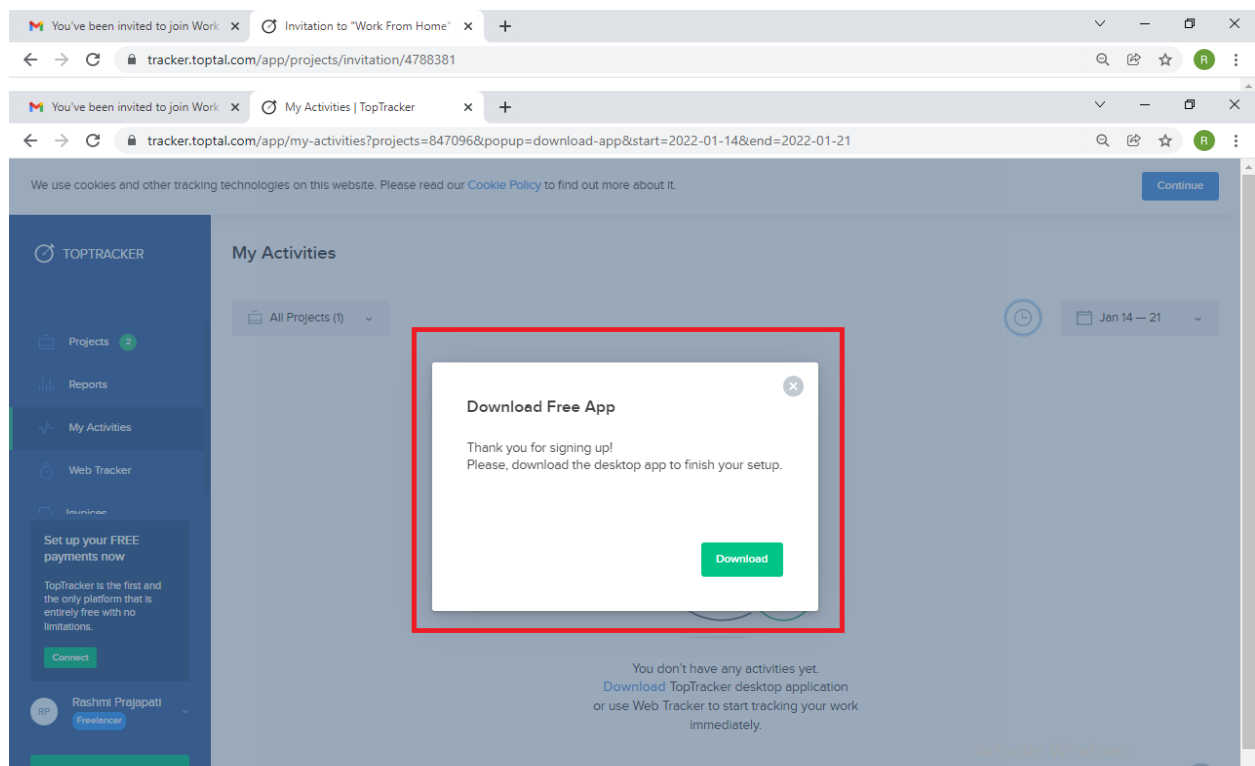 You've been invited to join Work
Invitation to "Work From Home"
tracker.toptal.com/app/projects/invitation/4788381
R
You've been invited to join Work
My Activities | TopTracker
tracker.toptal.com/app/my-activities?projects=847096&popup=download-app&start=2022-01-14&end=2022-01-21
R
We use cookies and other tracking technologies on this website. Please read our Cookie Policy to find out more about it.
Continue
TOPTRACKER
My Activities
All Projects (1)
Jan 14 — 21
Projects 2
Reports
My Activities
Web Tracker
Invoices
Set up your FREE
payments now
TopTracker is the first and
the only platform that is
entirely free with no
limitations.
Connect
RP
Rashmi Prajapati
Freelancer
Download Free App
Thank you for signing up!
Please, download the desktop app to finish your setup.
Download
You don't have any activities yet.
Download TopTracker desktop application
or use Web Tracker to start tracking your work
immediately.